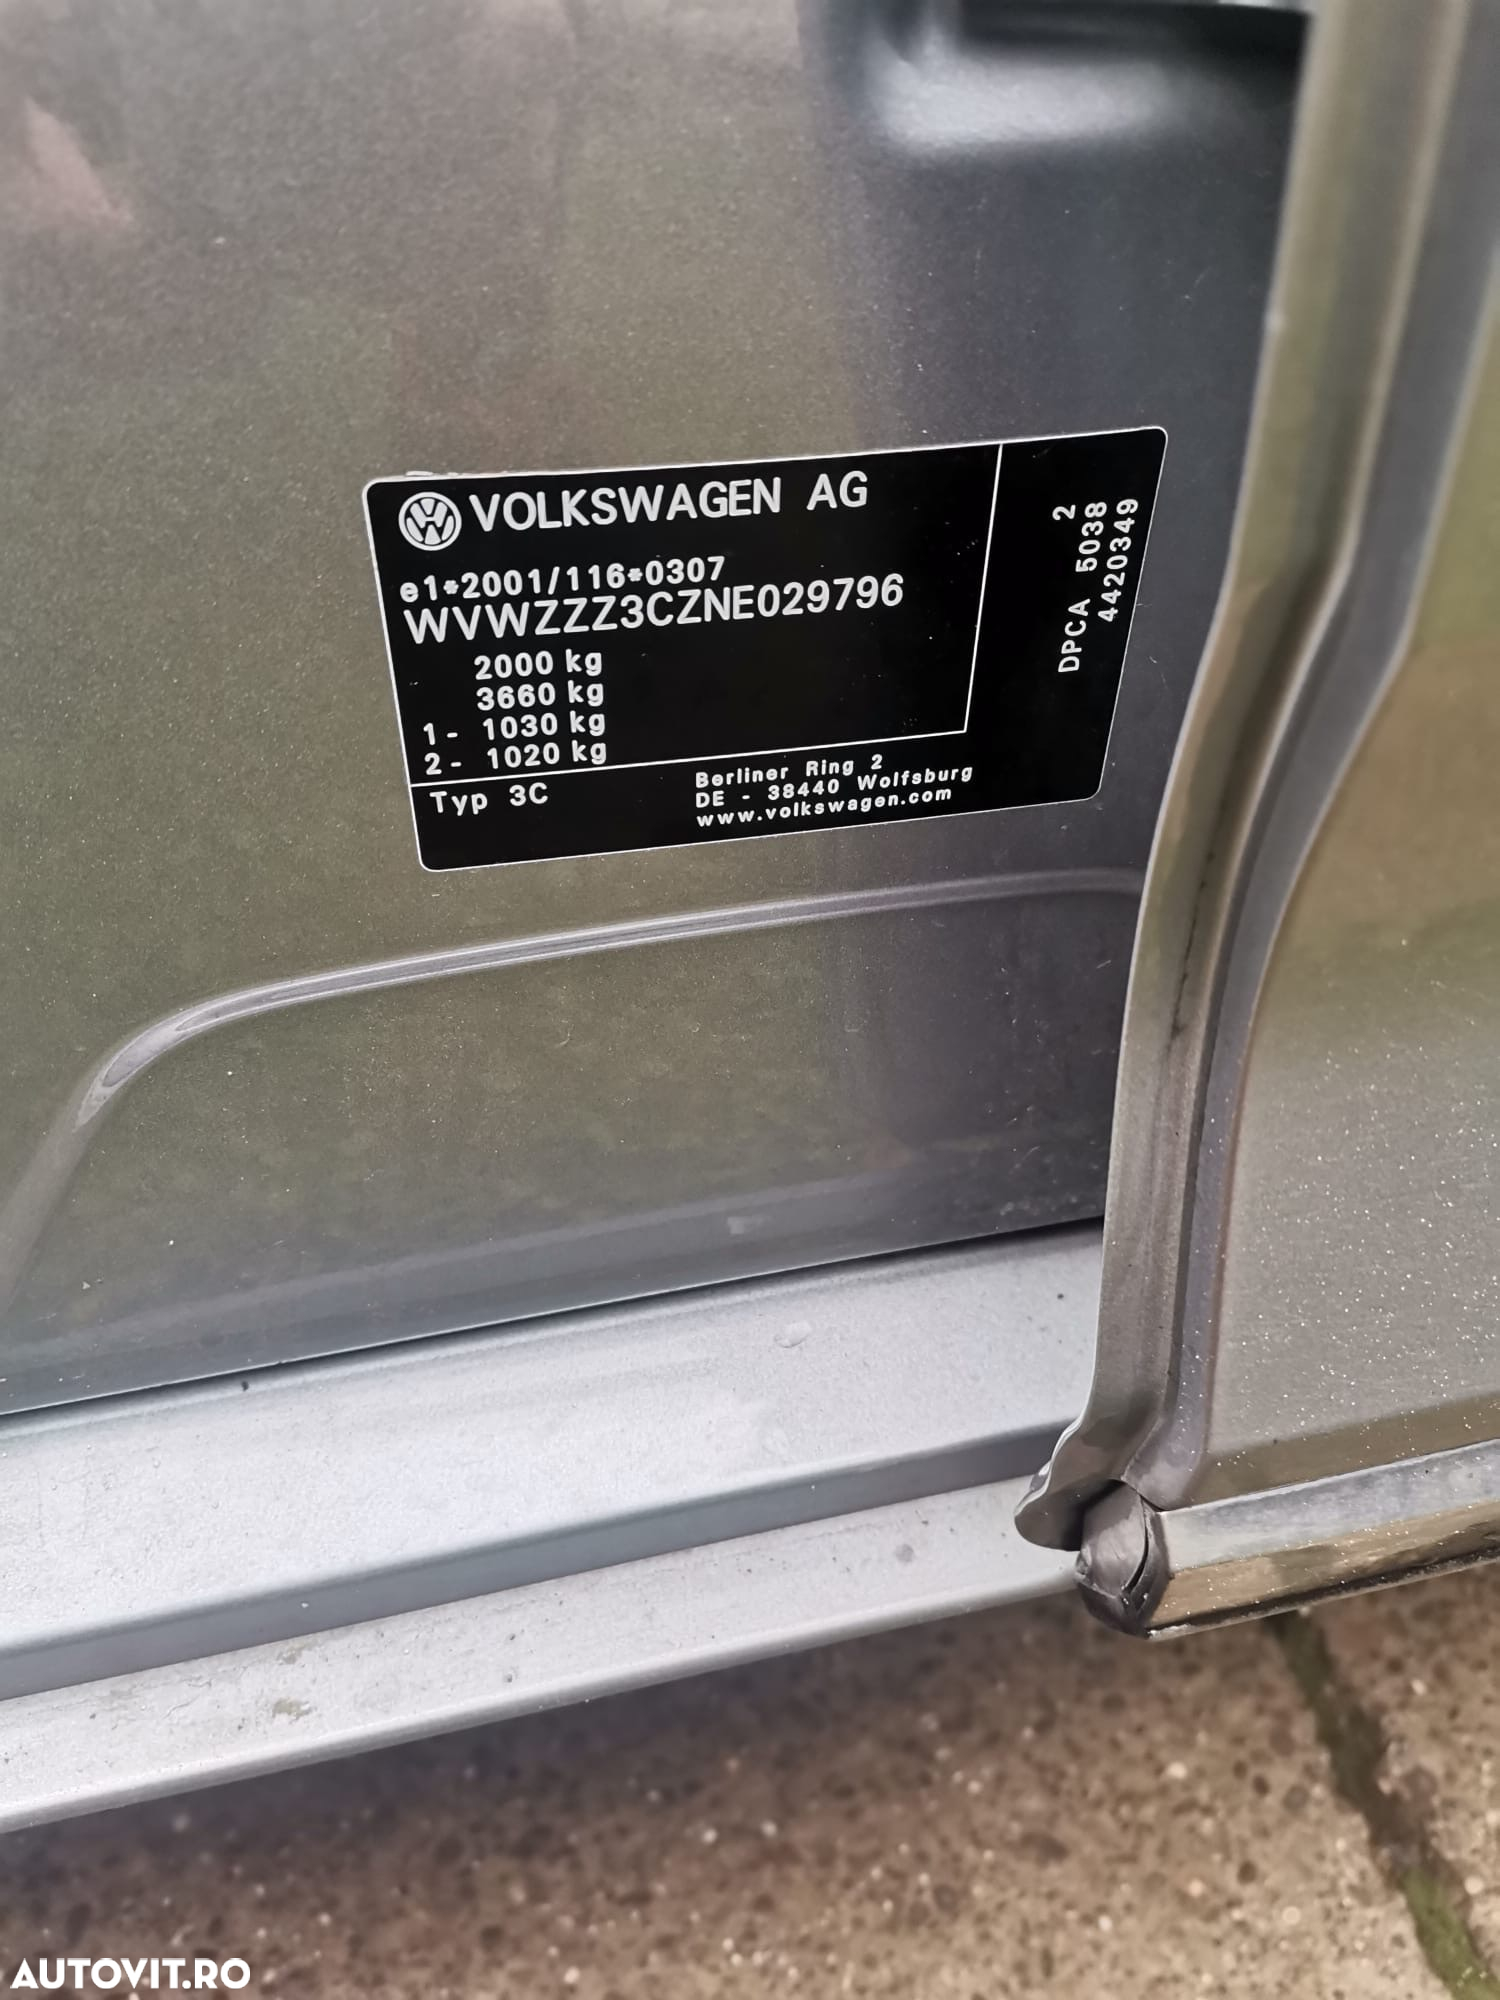 VOLKSWAGEN AG
e1*2001/116*0307
WVWZZZ3CZNE029796
2000 kg
3660 kg
1- 1030 kg
2- 1020 kg
Typ 3C
Berliner Ring 2
DE - 38440 Wolfsburg
www.volkswagen.com
2
DPCA 5038
4420349
AUTOVIT.RO